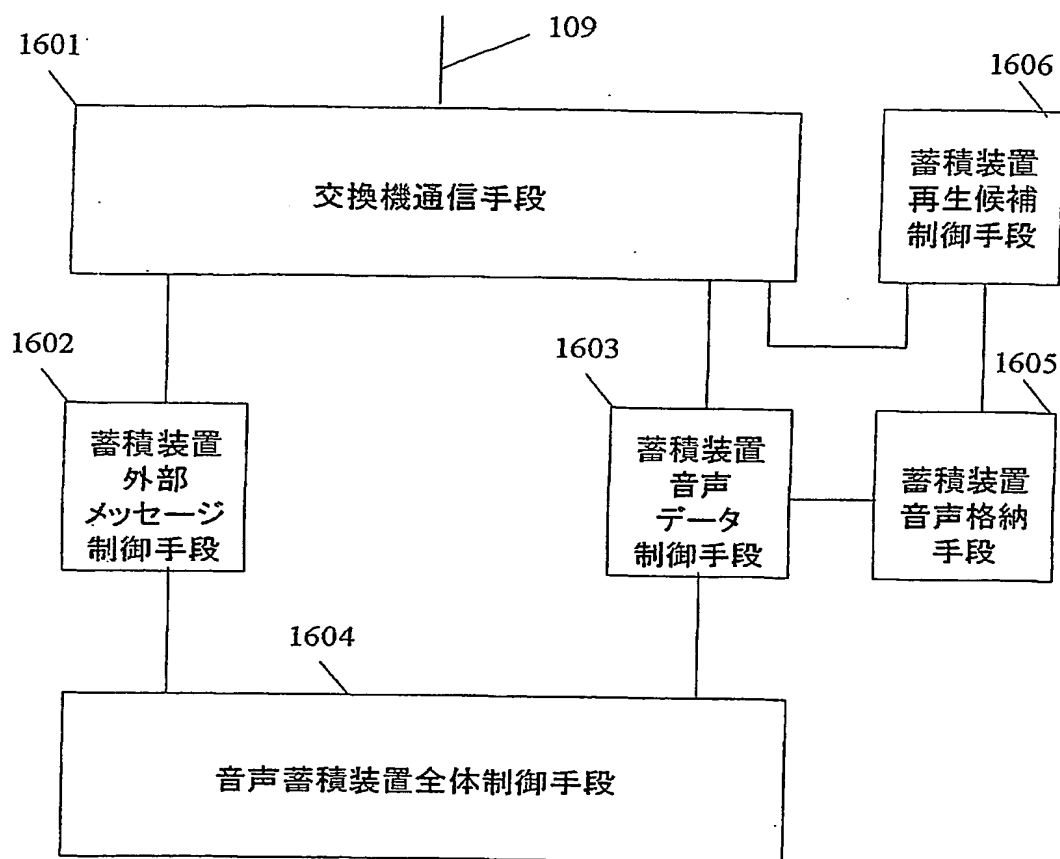 109
1601
1606
交換機通信手段
蓄積装置
再生候補
制御手段
1602
1603
1605
蓄積装置
外部
メッセージ
制御手段
蓄積装置
音声
データ
制御手段
蓄積装置
音声格納
手段
1604
音声蓄積装置全体制御手段